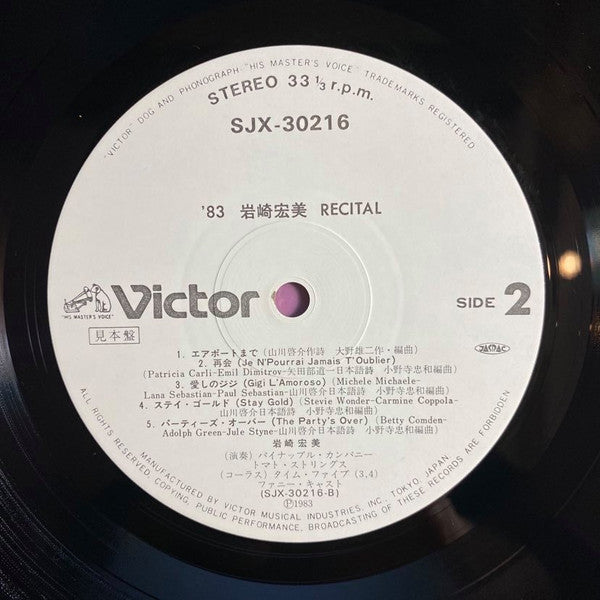 "VICTOR" DOG AND PHONOGRAPH-"HIS MASTER'S VOICE" TRADEMARKS REGISTERED
STEREO 33 1/3 r.p.m.
SJX-30216
'83 岩崎宏美 RECITAL
"HIS MASTER'S VOICE"
Victor
SIDE 2
見本盤
JASRAC
1. エアポートまで (山川啓介作詩 大野雄二作・編曲)
2. 再会 (Je N'Pourrai Jamais T'Oublier)
(Patricia Carli-Emil Dimitrov-矢田部道一日本語詩 小野寺忠和編曲)
3. 愛しのジジ (Gigi L'Amoroso) (Michele Michaele-
Lana Sebastian-Paul Sebastian-山川啓介日本語詩 小野寺忠和編曲)
4. ステイ・ゴールド (Stay Gold) (Stevie Wonder-Carmine Coppola-
山川啓介日本語詩 小野寺忠和編曲)
5. パーティーズ・オーバー (The Party's Over) (Betty Comden-
Adolph Green-Jule Styne-山川啓介日本語詩 小野寺忠和編曲)
岩崎宏美
(演奏) パイナップル・カンパニー
トマト・ストリングス
(コーラス) タイム・ファイブ (3,4)
ファニー・キャスト
(SJX-30216-B)
Ⓟ1983
ALL RIGHTS RESERVED. COPYING, PUBLIC PERFORMANCE, BROADCASTING OF THESE RECORDS ARE FORBIDDEN
MANUFACTURED BY VICTOR MUSICAL INDUSTRIES, INC., TOKYO JAPAN.